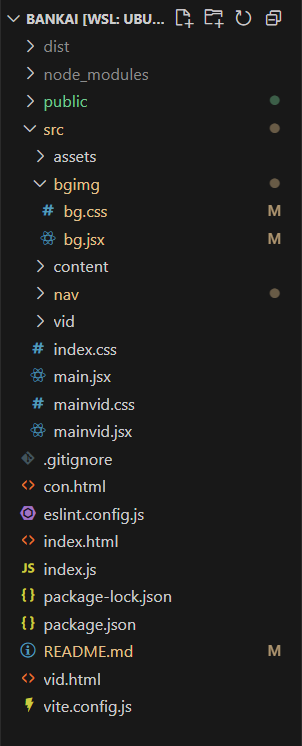 BANKAI [WSL: UBU...
dist
node_modules
public
src
assets
bgimg
# bg.css M
bg.jsx M
content
nav
vid
# index.css
main.jsx
# mainvid.css
mainvid.jsx
.gitignore
<> con.html
eslint.config.js
<> index.html
JS index.js
{} package-lock.json
{} package.json
README.md M
<> vid.html
vite.config.js